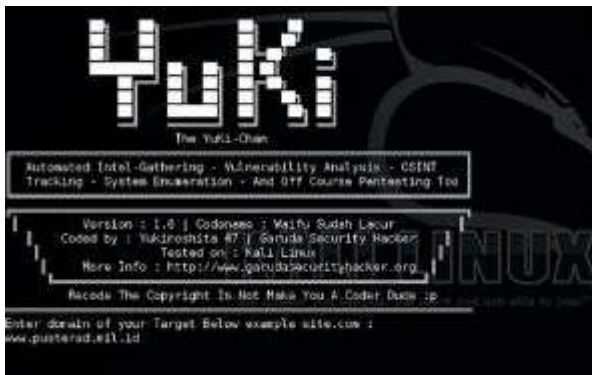 YuKi
The YuKi-Chan
Automated Intel-Gathering - Vulnerability Analysis - OSINT
Tracking - System Enumeration - And Off Course Pentesting Too
Version : 1.0 | Codename : Waifu Sudah Lacur
Coded by : Yukinoshita 47 | Garuda Security Hacker
Tested on : Kali Linux
More Info : http://www.garudasecurityhacker.org
LINUX
Recode The Copyright Is Not Make You A Coder Dude :p
Enter domain of your Target Below example site.com :
www.pusterad.mil.id